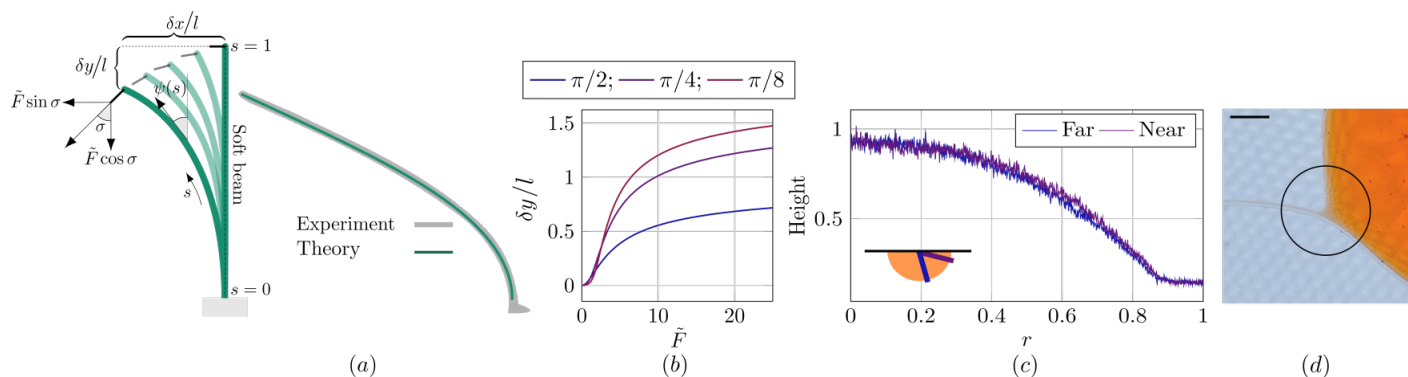 δx/l
s = 1
δy/l
ψ(s)
F̃ sin σ
σ
F̃ cos σ
Soft beam
s
s = 0
Experiment
Theory
(a)
π/2; π/4; π/8
1.5
1
0.5
0
δy/l
0 10 20
F̃
(b)
1
0.5
Height
Far Near
0 0.2 0.4 0.6 0.8 1
r
(c)
(d)